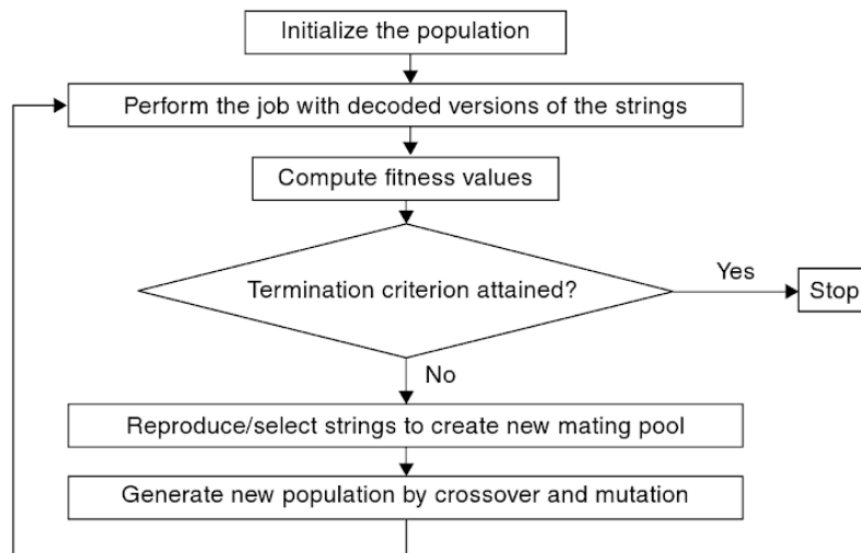 Initialize the population
Perform the job with decoded versions of the strings
Compute fitness values
Termination criterion attained?
Yes
Stop
No
Reproduce/select strings to create new mating pool
Generate new population by crossover and mutation